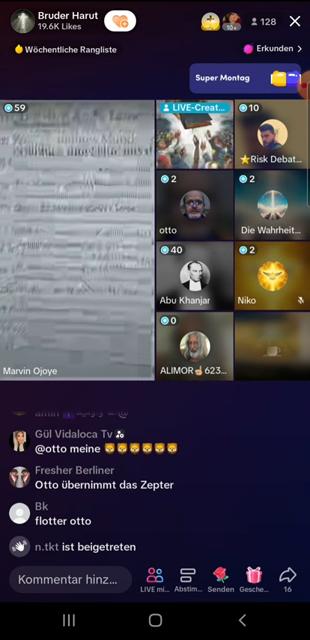 Bruder Harut
19.6K Likes
10+
128
Wöchentliche Rangliste
Erkunden >
Super Montag
59
LIVE-Creat...
10
⭐Risk Debat...
2
otto
2
Die Wahrheit...
40
Abu Khanjar
2
Niko
0
ALIMOR☝🏼623...
Marvin Ojoye
Gül Vidaloca Tv
@otto meine 🦁🦁🦁🦁🦁🦁
Fresher Berliner
Otto übernimmt das Zepter
Bk
flotter otto
n.tkt ist beigetreten
Kommentar hinz...
LIVE mi...
Abstim...
Senden
Gesche...
16